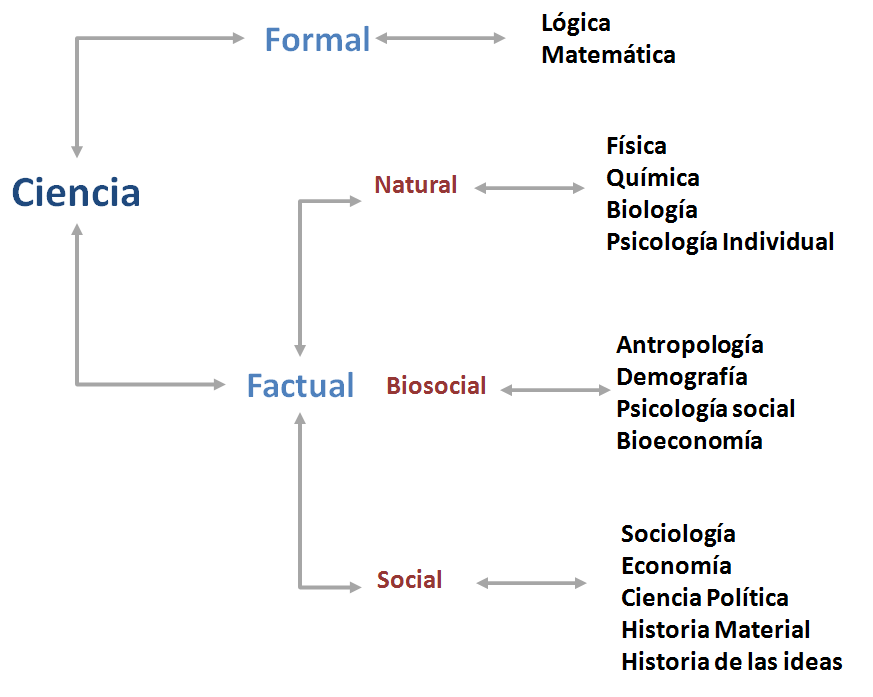 Ciencia
Formal
Lógica
Matemática
Factual
Natural
Física
Química
Biología
Psicología Individual
Biosocial
Antropología
Demografía
Psicología social
Bioeconomía
Social
Sociología
Economía
Ciencia Política
Historia Material
Historia de las ideas